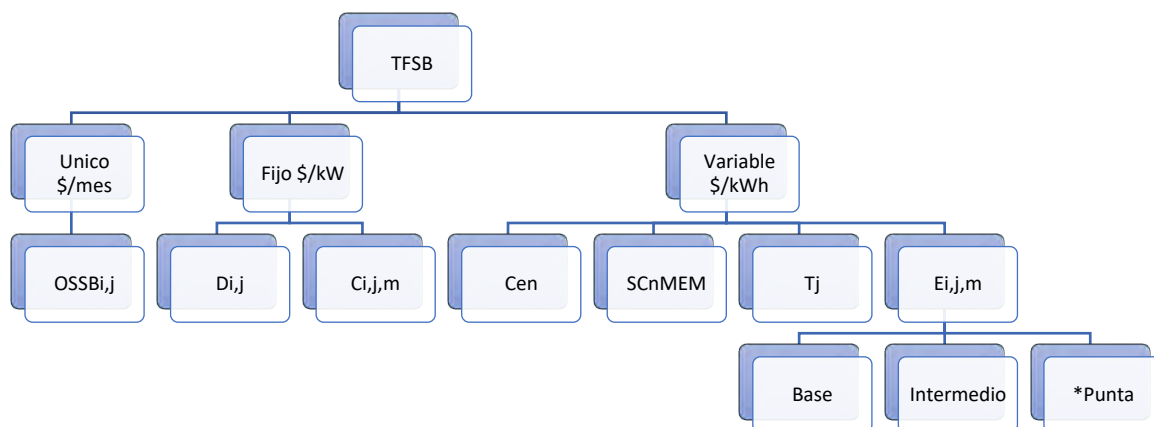 TFSB
Unico
$/mes
Fijo $/kW
Variable
$/kWh
OSSBi,j
Di,j
Ci,j,m
Cen
SCnMEM
Tj
Ei,j,m
Base
Intermedio
*Punta